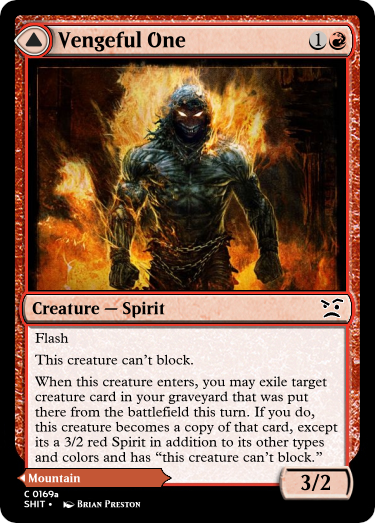 Vengeful One 1
Creature — Spirit
Flash
This creature can't block.
When this creature enters, you may exile target
creature card in your graveyard that was put
there from the battlefield this turn. If you do,
this creature becomes a copy of that card, except
its a 3/2 red Spirit in addition to its other types
and colors and has “this creature can't block.”
Mountain
3/2
C 0169a
SHIT • Brian Preston